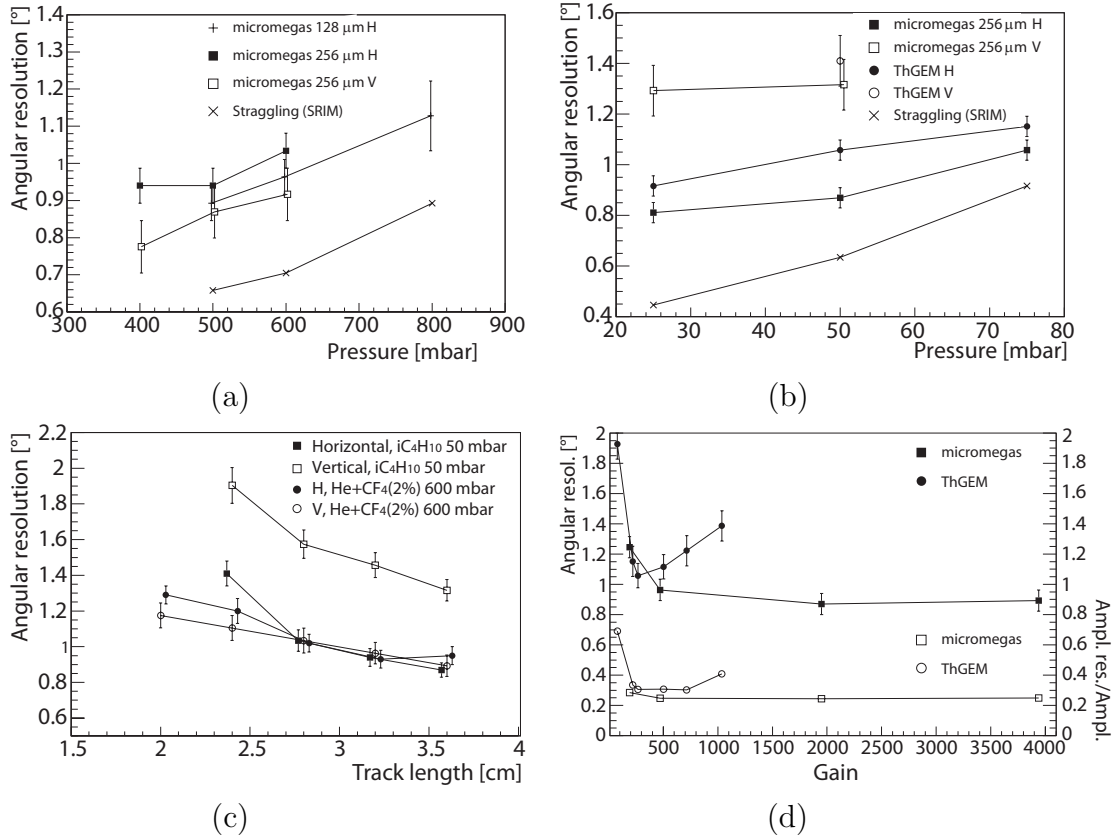 Angular resolution [°]
1.4
1.3
1.2
1.1
1
0.9
0.8
0.7
0.6
micromegas 128 μm H
micromegas 256 μm H
micromegas 256 μm V
Straggling (SRIM)
300 400 500 600 700 800 900
Pressure [mbar]
(a)
Angular resolution [°]
1.6
1.4
1.2
1
0.8
0.6
0.4
micromegas 256 μm H
micromegas 256 μm V
ThGEM H
ThGEM V
Straggling (SRIM)
20 30 40 50 60 70 80
Pressure [mbar]
(b)
Angular resolution [°]
2.2
2
1.8
1.6
1.4
1.2
1
0.8
0.6
Horizontal, iC4H10 50 mbar
Vertical, iC4H10 50 mbar
H, He+CF4(2%) 600 mbar
V, He+CF4(2%) 600 mbar
1.5 2 2.5 3 3.5 4
Track length [cm]
(c)
Angular resol. [°]
2
1.8
1.6
1.4
1.2
1
0.8
0.6
0.4
0.2
0
micromegas
ThGEM
micromegas
ThGEM
500 1000 1500 2000 2500 3000 3500 4000
Gain
2
1.8
1.6
1.4
1.2
1
0.8
0.6
0.4
0.2
0
Ampl. res./Ampl.
(d)